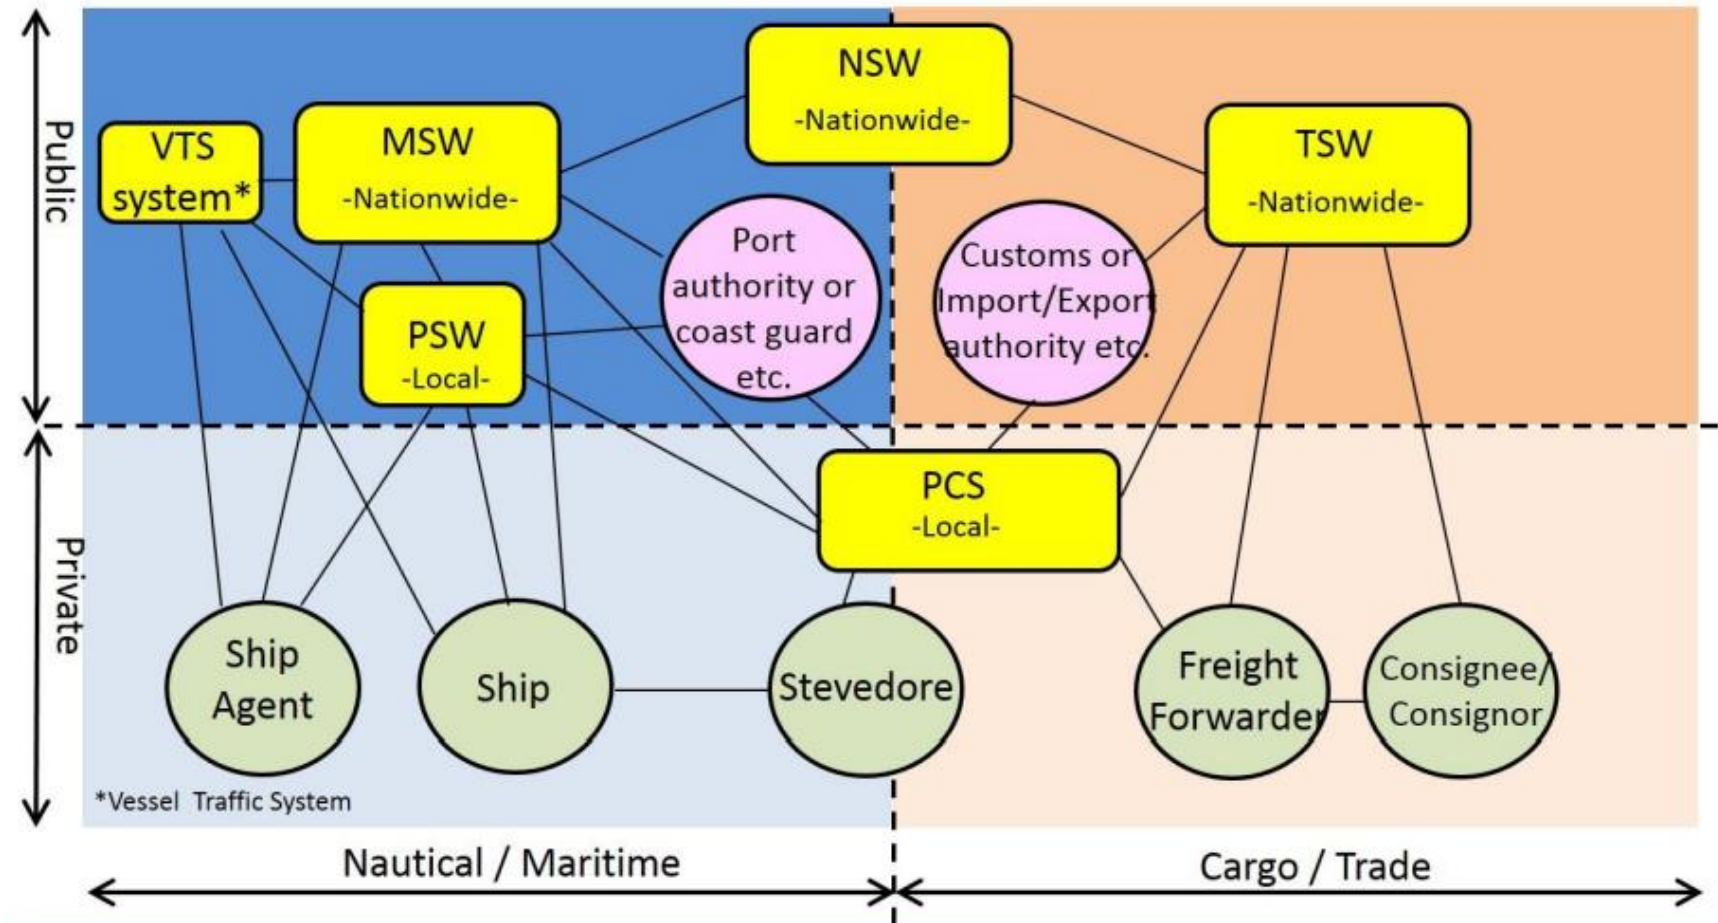 NSW
-Nationwide-
VTS
system*
MSW
-Nationwide-
TSW
-Nationwide-
Public
Port
authority or
coast guard
etc.
Customs or
Import/Export
authority etc.
PSW
-Local-
PCS
-Local-
Private
Ship
Agent
Ship
Stevedore
Freight
Forwarder
Consignee/
Consignor
*Vessel Traffic System
Nautical / Maritime
Cargo / Trade